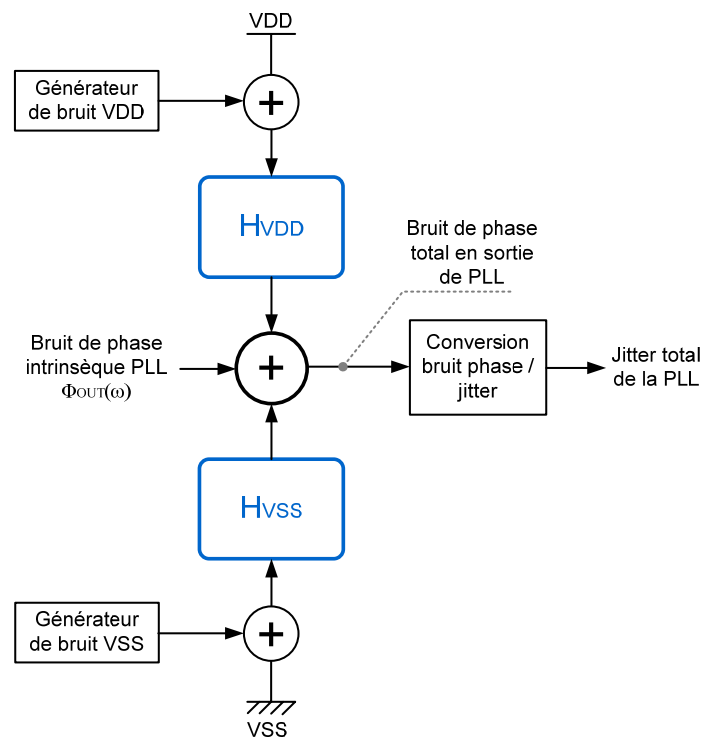 VDD
Générateur
de bruit VDD
+
HVDD
Bruit de phase
total en sortie
de PLL
Bruit de phase
intrinsèque PLL
ΦOUT(ω)
+
Conversion
bruit phase /
jitter
Jitter total
de la PLL
HVSS
Générateur
de bruit VSS
+
VSS